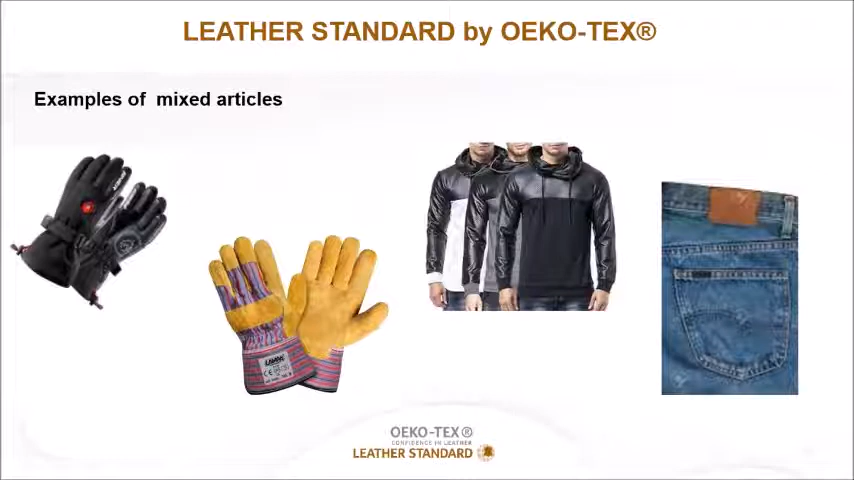 LEATHER STANDARD by OEKO-TEX®
Examples of mixed articles
OEKO-TEX®
CONFIDENCE IN LEATHER
LEATHER STANDARD